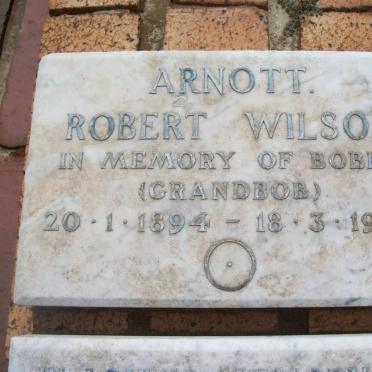 ARNOTT.
ROBERT WILSO
IN MEMORY OF BOB
(GRANDBOB)
20·1·1894 – 18·3·19